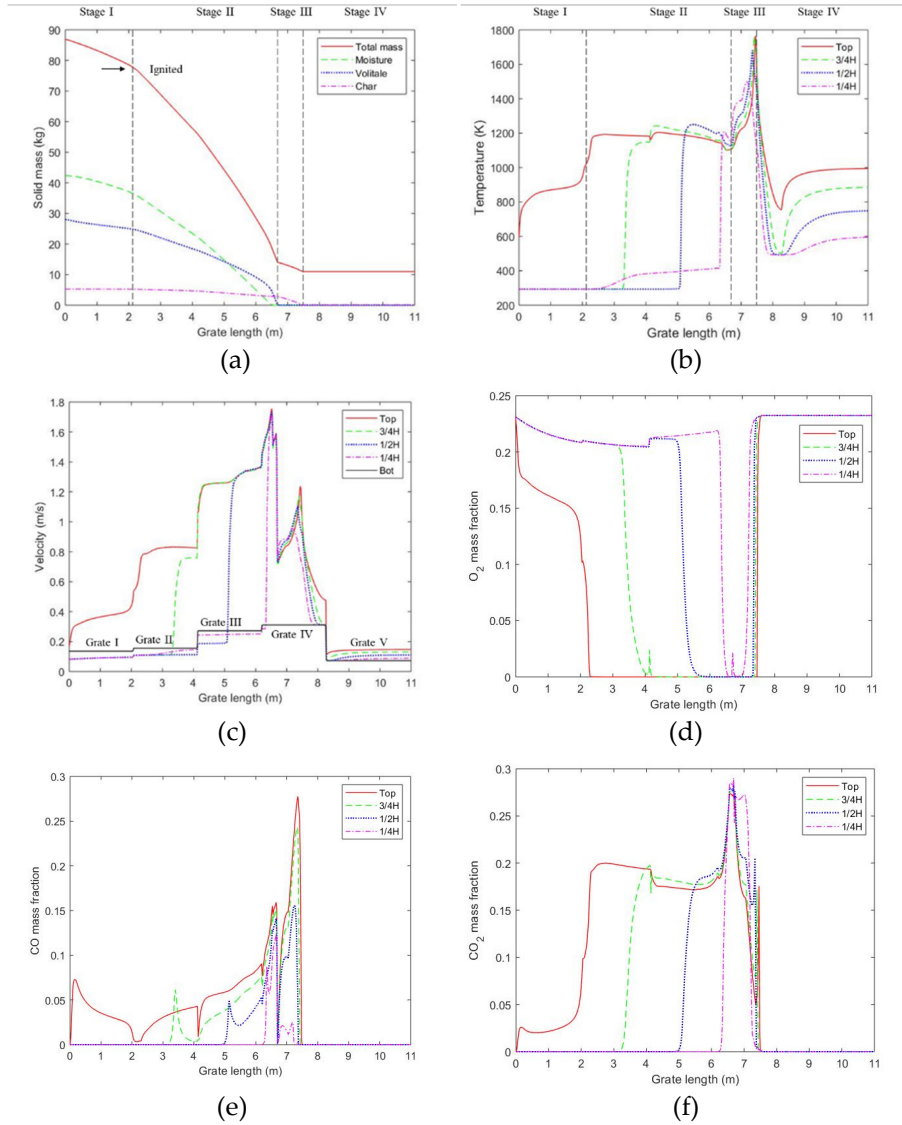 Stage I Stage II Stage III Stage IV
Stage I Stage II Stage III Stage IV
90
80
70
60
50
40
30
20
10
0
Solid mass (kg)
Ignited
Total mass
Moisture
Volitale
Char
0 1 2 3 4 5 6 7 8 9 10 11
Grate length (m)
(a)
1800
1600
1400
1200
1000
800
600
400
200
Temperature (K)
Top
3/4H
1/2H
1/4H
0 1 2 3 4 5 6 7 8 9 10 11
Grate length (m)
(b)
1.8
1.6
1.4
1.2
1
0.8
0.6
0.4
0.2
0
Velocity (m/s)
Top
3/4H
1/2H
1/4H
Bot
Grate I
Grate II
Grate III
Grate IV
Grate V
0 1 2 3 4 5 6 7 8 9 10 11
Grate length (m)
(c)
0.25
0.2
0.15
0.1
0.05
0
O2 mass fraction
Top
3/4H
1/2H
1/4H
0 1 2 3 4 5 6 7 8 9 10 11
Grate length (m)
(d)
0.3
0.25
0.2
0.15
0.1
0.05
0
CO mass fraction
Top
3/4H
1/2H
1/4H
0 1 2 3 4 5 6 7 8 9 10 11
Grate length (m)
(e)
0.3
0.25
0.2
0.15
0.1
0.05
0
CO2 mass fraction
Top
3/4H
1/2H
1/4H
0 1 2 3 4 5 6 7 8 9 10 11
Grate length (m)
(f)